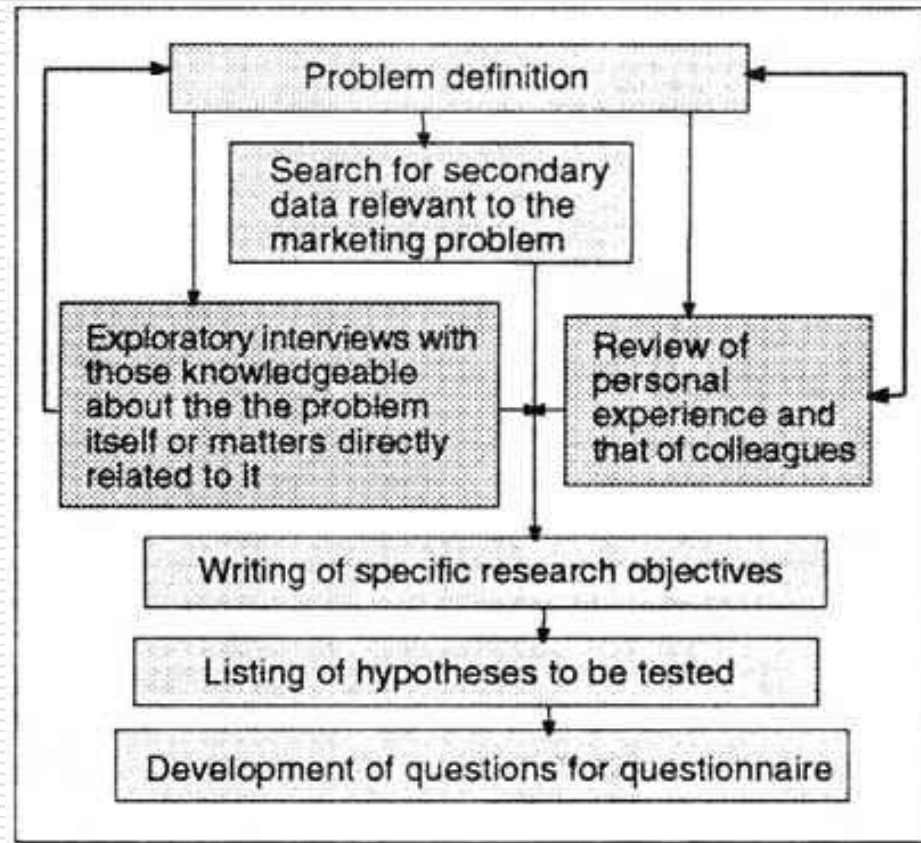 Problem definition
Search for secondary
data relevant to the
marketing problem
Exploratory interviews with
those knowledgeable
about the the problem
itself or matters directly
related to it
Review of
personal
experience and
that of colleagues
Writing of specific research objectives
Listing of hypotheses to be tested
Development of questions for questionnaire